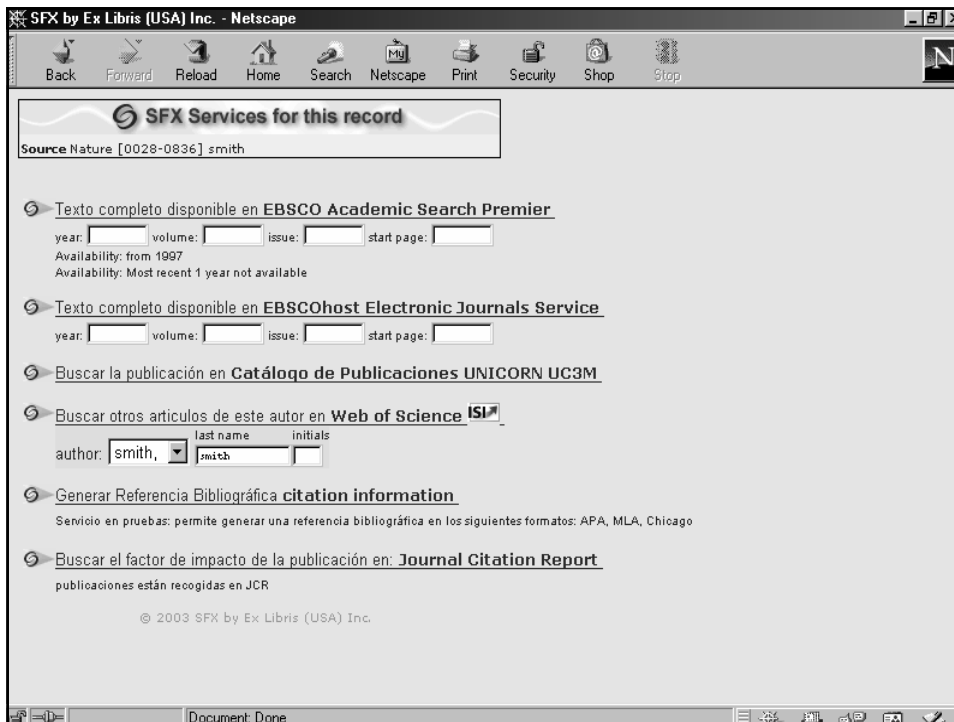 SFX by Ex Libris (USA) Inc. - Netscape
Back Forward Reload Home Search Netscape Print Security Shop Stop
My
N
SFX Services for this record
Source Nature [0028-0836] smith
Texto completo disponible en EBSCO Academic Search Premier
year: volume: issue: start page:
Availability: from 1997
Availability: Most recent 1 year not available
Texto completo disponible en EBSCOhost Electronic Journals Service
year: volume: issue: start page:
Buscar la publicación en Catálogo de Publicaciones UNICORN UC3M
Buscar otros articulos de este autor en Web of Science ISI
last name initials
author: smith, smith
Generar Referencia Bibliográfica citation information
Servicio en pruebas: permite generar una referencia bibliográfica en los siguientes formatos: APA, MLA, Chicago
Buscar el factor de impacto de la publicación en: Journal Citation Report
publicaciones están recogidas en JCR
© 2003 SFX by Ex Libris (USA) Inc.
Document: Done